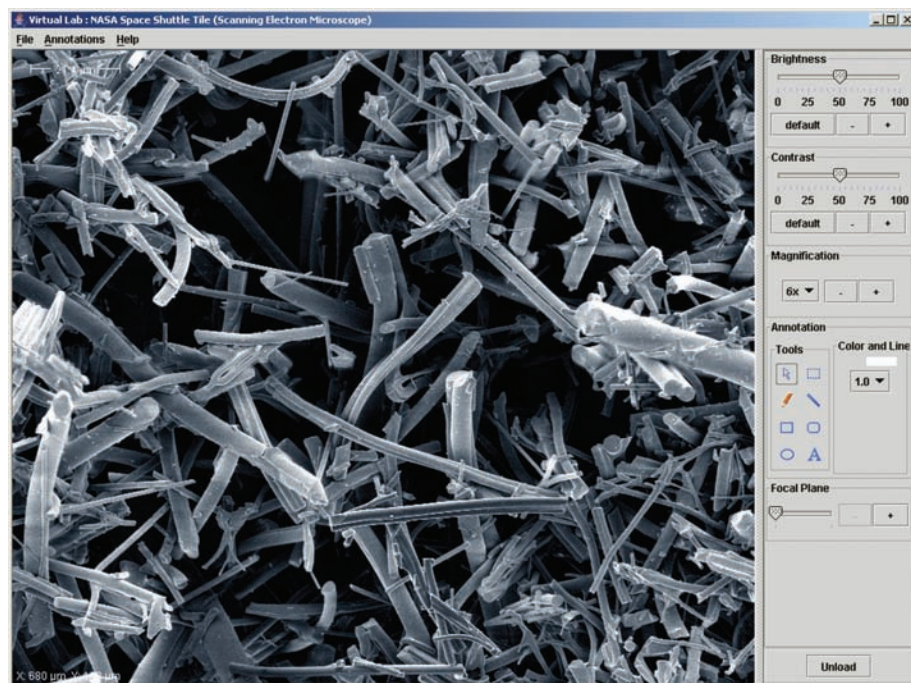 Virtual Lab : NASA Space Shuttle Tile (Scanning Electron Microscope)
File Annotations Help
Brightness
0 25 50 75 100
default - +
Contrast
0 25 50 75 100
default - +
Magnification
6x - +
Annotation
Tools
Color and Line
1.0
A
Focal Plane
- +
X: 680 µm, Y:
Unload